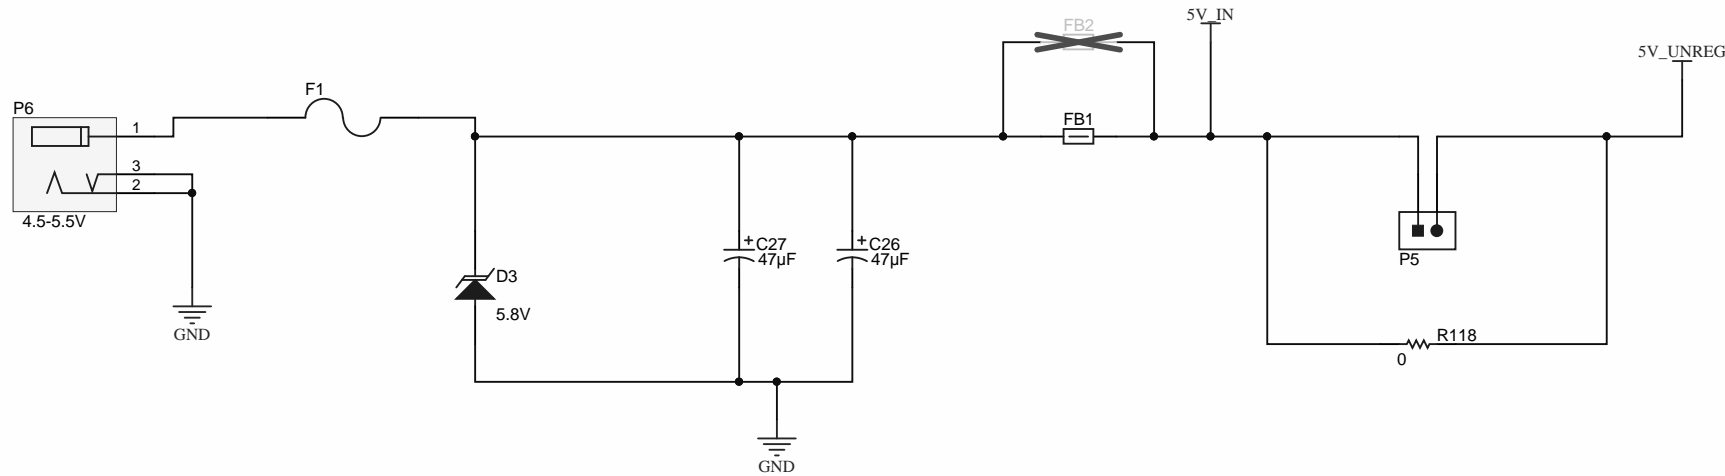 FB2
5V_IN
5V_UNREG
F1
P6
1
FB1
3
2
4.5-5.5V
C27
47µF
C26
47µF
P5
D3
5.8V
GND
R118
0
GND